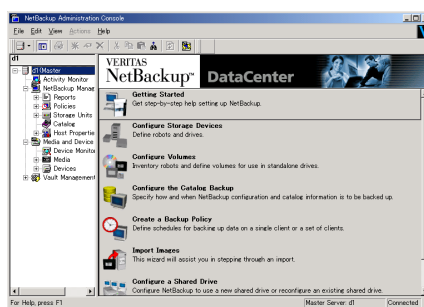 NetBackup Administration Console
File Edit View Actions Help
d1
d1(Master
Activity Monitor
NetBackup Manage
Reports
Policies
Storage Units
Catalog
Host Propertie
Media and Device
Device Monitor
Media
Devices
Vault Management
VERITAS
NetBackup™ DataCenter
Getting Started
Get step-by-step help setting up NetBackup.
Configure Storage Devices
Define robots and drives.
Configure Volumes
Inventory robots and define volumes for use in standalone drives.
Configure the Catalog Backup
Specify how and when NetBackup configuration and catalog information is to be backed up.
Create a Backup Policy
Define schedules for backing up data on a single client or a set of clients.
Import Images
This wizard will assist you in stepping through an import.
Configure a Shared Drive
Configure NetBackup to use a new shared drive or reconfigure an existing shared drive.
For Help, press F1
Master Server: d1
Connected